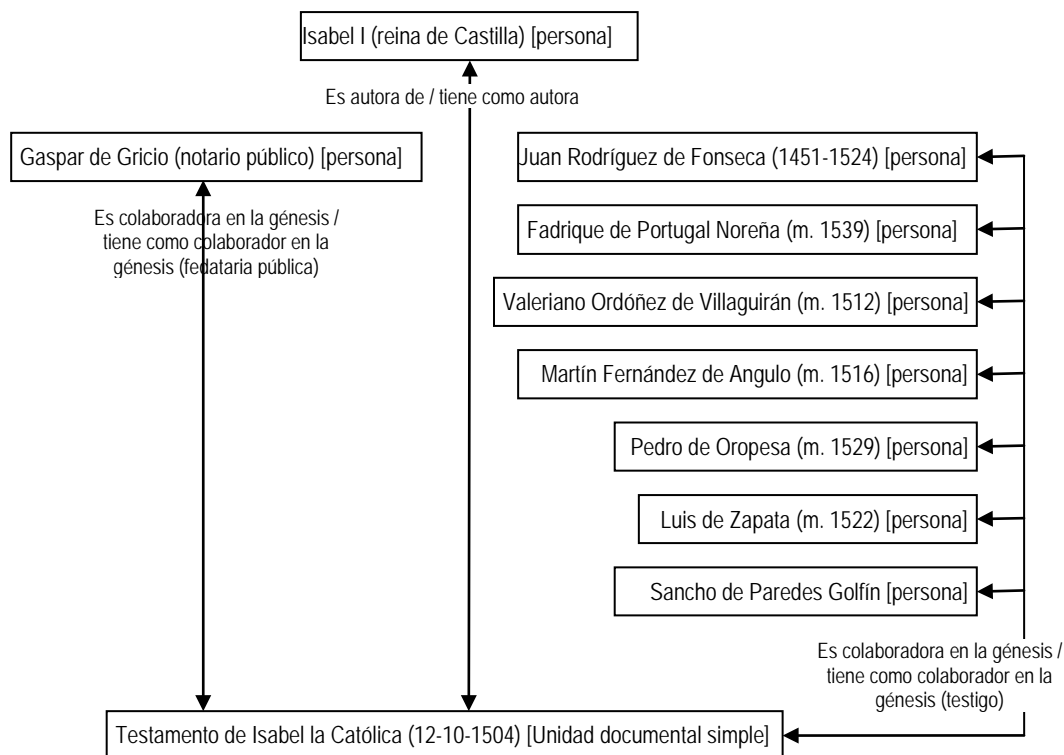 Isabel I (reina de Castilla) [persona]
Es autora de / tiene como autora
Gaspar de Gricio (notario público) [persona]
Es colaboradora en la génesis /
tiene como colaborador en la
génesis (fedataria pública)
Juan Rodríguez de Fonseca (1451-1524) [persona]
Fadrique de Portugal Noreña (m. 1539) [persona]
Valeriano Ordóñez de Villaguirán (m. 1512) [persona]
Martín Fernández de Angulo (m. 1516) [persona]
Pedro de Oropesa (m. 1529) [persona]
Luis de Zapata (m. 1522) [persona]
Sancho de Paredes Golfín [persona]
Es colaboradora en la génesis /
tiene como colaborador en la
génesis (testigo)
Testamento de Isabel la Católica (12-10-1504) [Unidad documental simple]